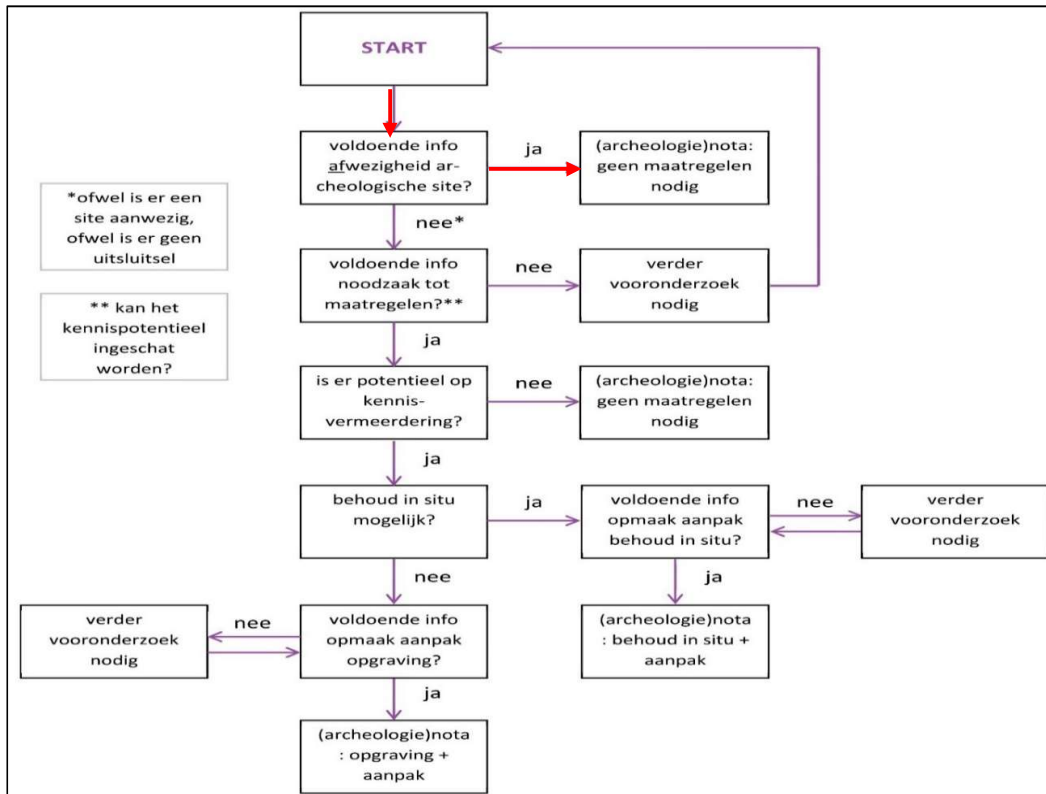 START
voldoende info
afwezigheid ar-
cheologische site?
ja
(archeologie)nota:
geen maatregelen
nodig
*ofwel is er een
site aanwezig,
ofwel is er geen
uitsluitsel
nee*
voldoende info
noodzaak tot
maatregelen?**
nee
verder
vooronderzoek
nodig
** kan het
kennispotentieel
ingeschat
worden?
ja
is er potentieel op
kennis-
vermeerdering?
nee
(archeologie)nota:
geen maatregelen
nodig
ja
behoud in situ
mogelijk?
ja
voldoende info
opmaak aanpak
behoud in situ?
nee
verder
vooronderzoek
nodig
nee
ja
verder
vooronderzoek
nodig
nee
voldoende info
opmaak aanpak
opgraving?
(archeologie)nota
: behoud in situ +
aanpak
ja
(archeologie)nota
: opgraving +
aanpak